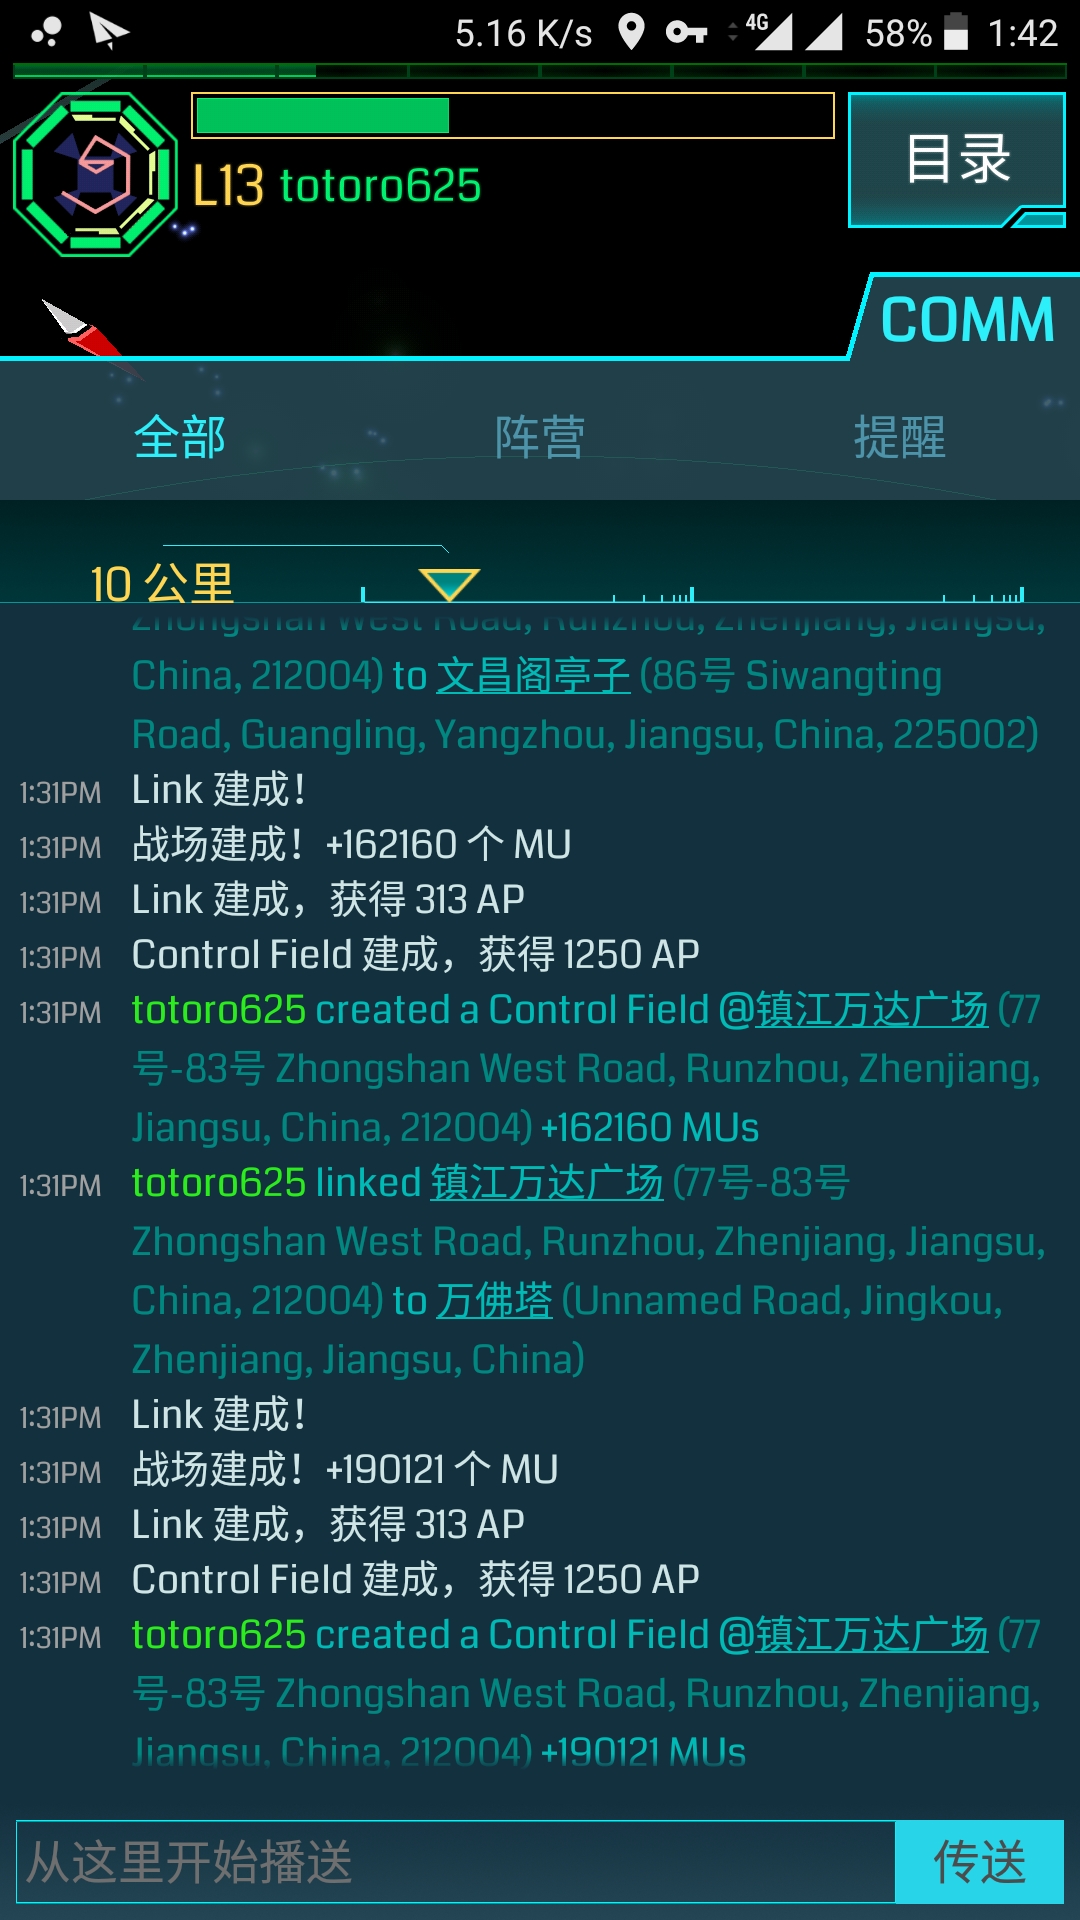 5.16 K/s 4G 58% 1:42
L13 totoro625
目录
COMM
全部 阵营 提醒
10 公里
Zhongshan West Road, Runzhou, Zhenjiang, Jiangsu,
China, 212004) to 文昌阁亭子 (86号 Siwangting
Road, Guangling, Yangzhou, Jiangsu, China, 225002)
1:31PM Link 建成！
1:31PM 战场建成！+162160 个 MU
1:31PM Link 建成，获得 313 AP
1:31PM Control Field 建成，获得 1250 AP
1:31PM totoro625 created a Control Field @镇江万达广场 (77
号-83号 Zhongshan West Road, Runzhou, Zhenjiang,
Jiangsu, China, 212004) +162160 MUs
1:31PM totoro625 linked 镇江万达广场 (77号-83号
Zhongshan West Road, Runzhou, Zhenjiang, Jiangsu,
China, 212004) to 万佛塔 (Unnamed Road, Jingkou,
Zhenjiang, Jiangsu, China)
1:31PM Link 建成！
1:31PM 战场建成！+190121 个 MU
1:31PM Link 建成，获得 313 AP
1:31PM Control Field 建成，获得 1250 AP
1:31PM totoro625 created a Control Field @镇江万达广场 (77
号-83号 Zhongshan West Road, Runzhou, Zhenjiang,
Jiangsu, China, 212004) +190121 MUs
从这里开始播送 传送